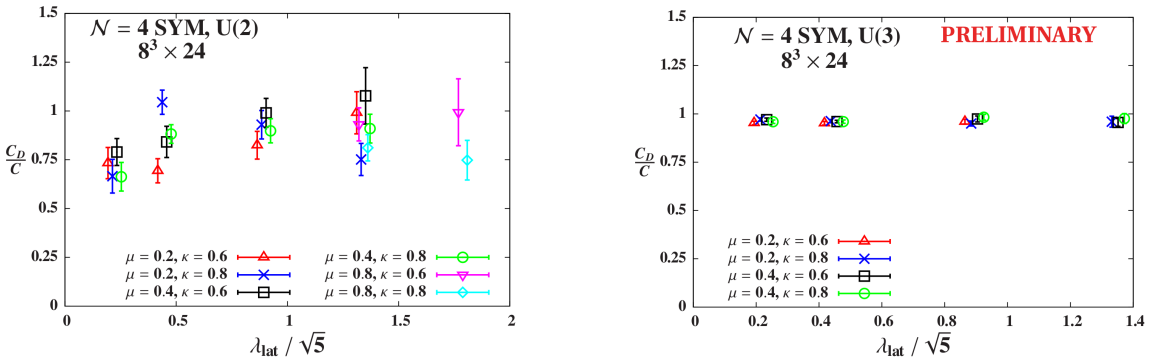 𝒩 = 4 SYM, U(2)
8³ × 24
C_D / C
1.5
1.25
1
0.75
0.5
0.25
0
μ = 0.2, κ = 0.6
μ = 0.2, κ = 0.8
μ = 0.4, κ = 0.6
μ = 0.4, κ = 0.8
μ = 0.8, κ = 0.6
μ = 0.8, κ = 0.8
0 0.5 1 1.5 2
λ_lat / √5
𝒩 = 4 SYM, U(3) PRELIMINARY
8³ × 24
C_D / C
1.5
1.25
1
0.75
0.5
0.25
0
μ = 0.2, κ = 0.6
μ = 0.2, κ = 0.8
μ = 0.4, κ = 0.6
μ = 0.4, κ = 0.8
0 0.2 0.4 0.6 0.8 1 1.2 1.4
λ_lat / √5